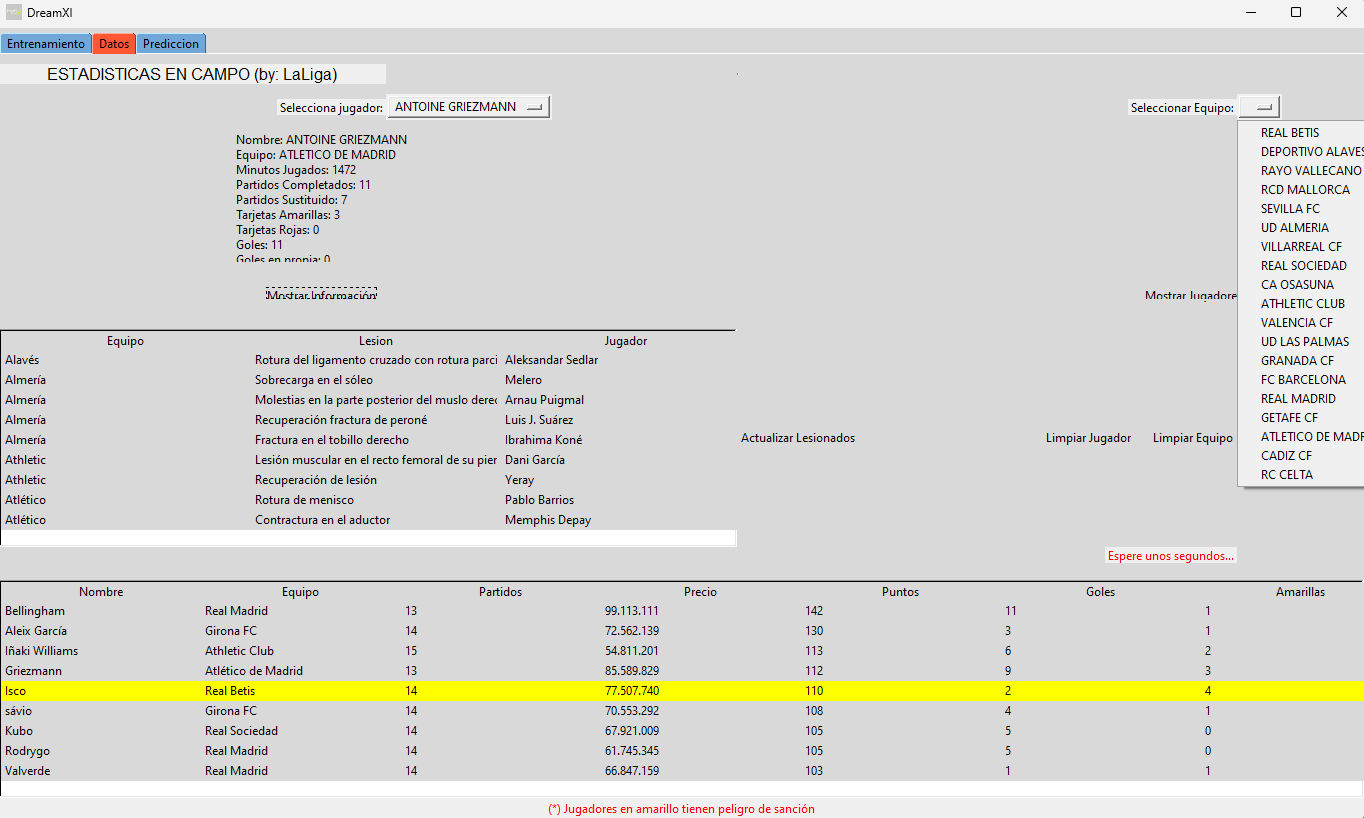 DreamXI
Entrenamiento Datos Prediccion
ESTADISTICAS EN CAMPO (by: LaLiga)
Selecciona jugador: ANTOINE GRIEZMANN
Seleccionar Equipo:
Nombre: ANTOINE GRIEZMANN
Equipo: ATLETICO DE MADRID
Minutos Jugados: 1472
Partidos Completados: 11
Partidos Sustituido: 7
Tarjetas Amarillas: 3
Tarjetas Rojas: 0
Goles: 11
Goles en propia: 0
Mostrar Información
Mostrar Jugadore
REAL BETIS
DEPORTIVO ALAVES
RAYO VALLECANO
RCD MALLORCA
SEVILLA FC
UD ALMERIA
VILLARREAL CF
REAL SOCIEDAD
CA OSASUNA
ATHLETIC CLUB
VALENCIA CF
UD LAS PALMAS
GRANADA CF
FC BARCELONA
REAL MADRID
GETAFE CF
ATLETICO DE MADR
CADIZ CF
RC CELTA
Equipo Lesion Jugador
Alavés Rotura del ligamento cruzado con rotura parci Aleksandar Sedlar
Almería Sobrecarga en el sóleo Melero
Almería Molestias en la parte posterior del muslo derec Arnau Puigmal
Almería Recuperación fractura de peroné Luis J. Suárez
Almería Fractura en el tobillo derecho Ibrahima Koné
Athletic Lesión muscular en el recto femoral de su pier Dani García
Athletic Recuperación de lesión Yeray
Atlético Rotura de menisco Pablo Barrios
Atlético Contractura en el aductor Memphis Depay
Actualizar Lesionados Limpiar Jugador Limpiar Equipo
Espere unos segundos...
Nombre Equipo Partidos Precio Puntos Goles Amarillas
Bellingham Real Madrid 13 99.113.111 142 11 1
Aleix García Girona FC 14 72.562.139 130 3 1
Iñaki Williams Athletic Club 15 54.811.201 113 6 2
Griezmann Atlético de Madrid 13 85.589.829 112 9 3
Isco Real Betis 14 77.507.740 110 2 4
sávio Girona FC 14 70.553.292 108 4 1
Kubo Real Sociedad 14 67.921.009 105 5 0
Rodrygo Real Madrid 14 61.745.345 105 5 0
Valverde Real Madrid 14 66.847.159 103 1 1
(*) Jugadores en amarillo tienen peligro de sanción